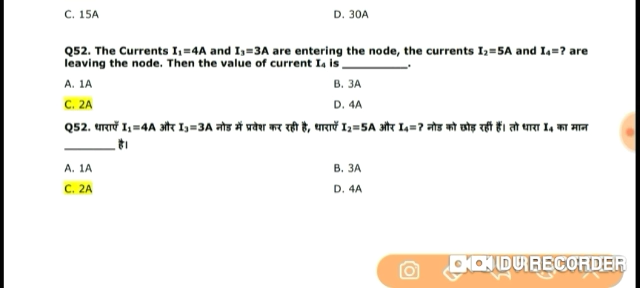 C. 15A D. 30A
Q52. The Currents I₁=4A and I₃=3A are entering the node, the currents I₂=5A and I₄=? are
leaving the node. Then the value of current I₄ is __________.
A. 1A B. 3A
C. 2A D. 4A
Q52. धाराएँ I₁=4A और I₃=3A नोड में प्रवेश कर रही है, धाराएँ I₂=5A और I₄=? नोड को छोड़ रहीं हैं। तो धारा I₄ का मान
__________ है।
A. 1A B. 3A
C. 2A D. 4A
DU RECORDER